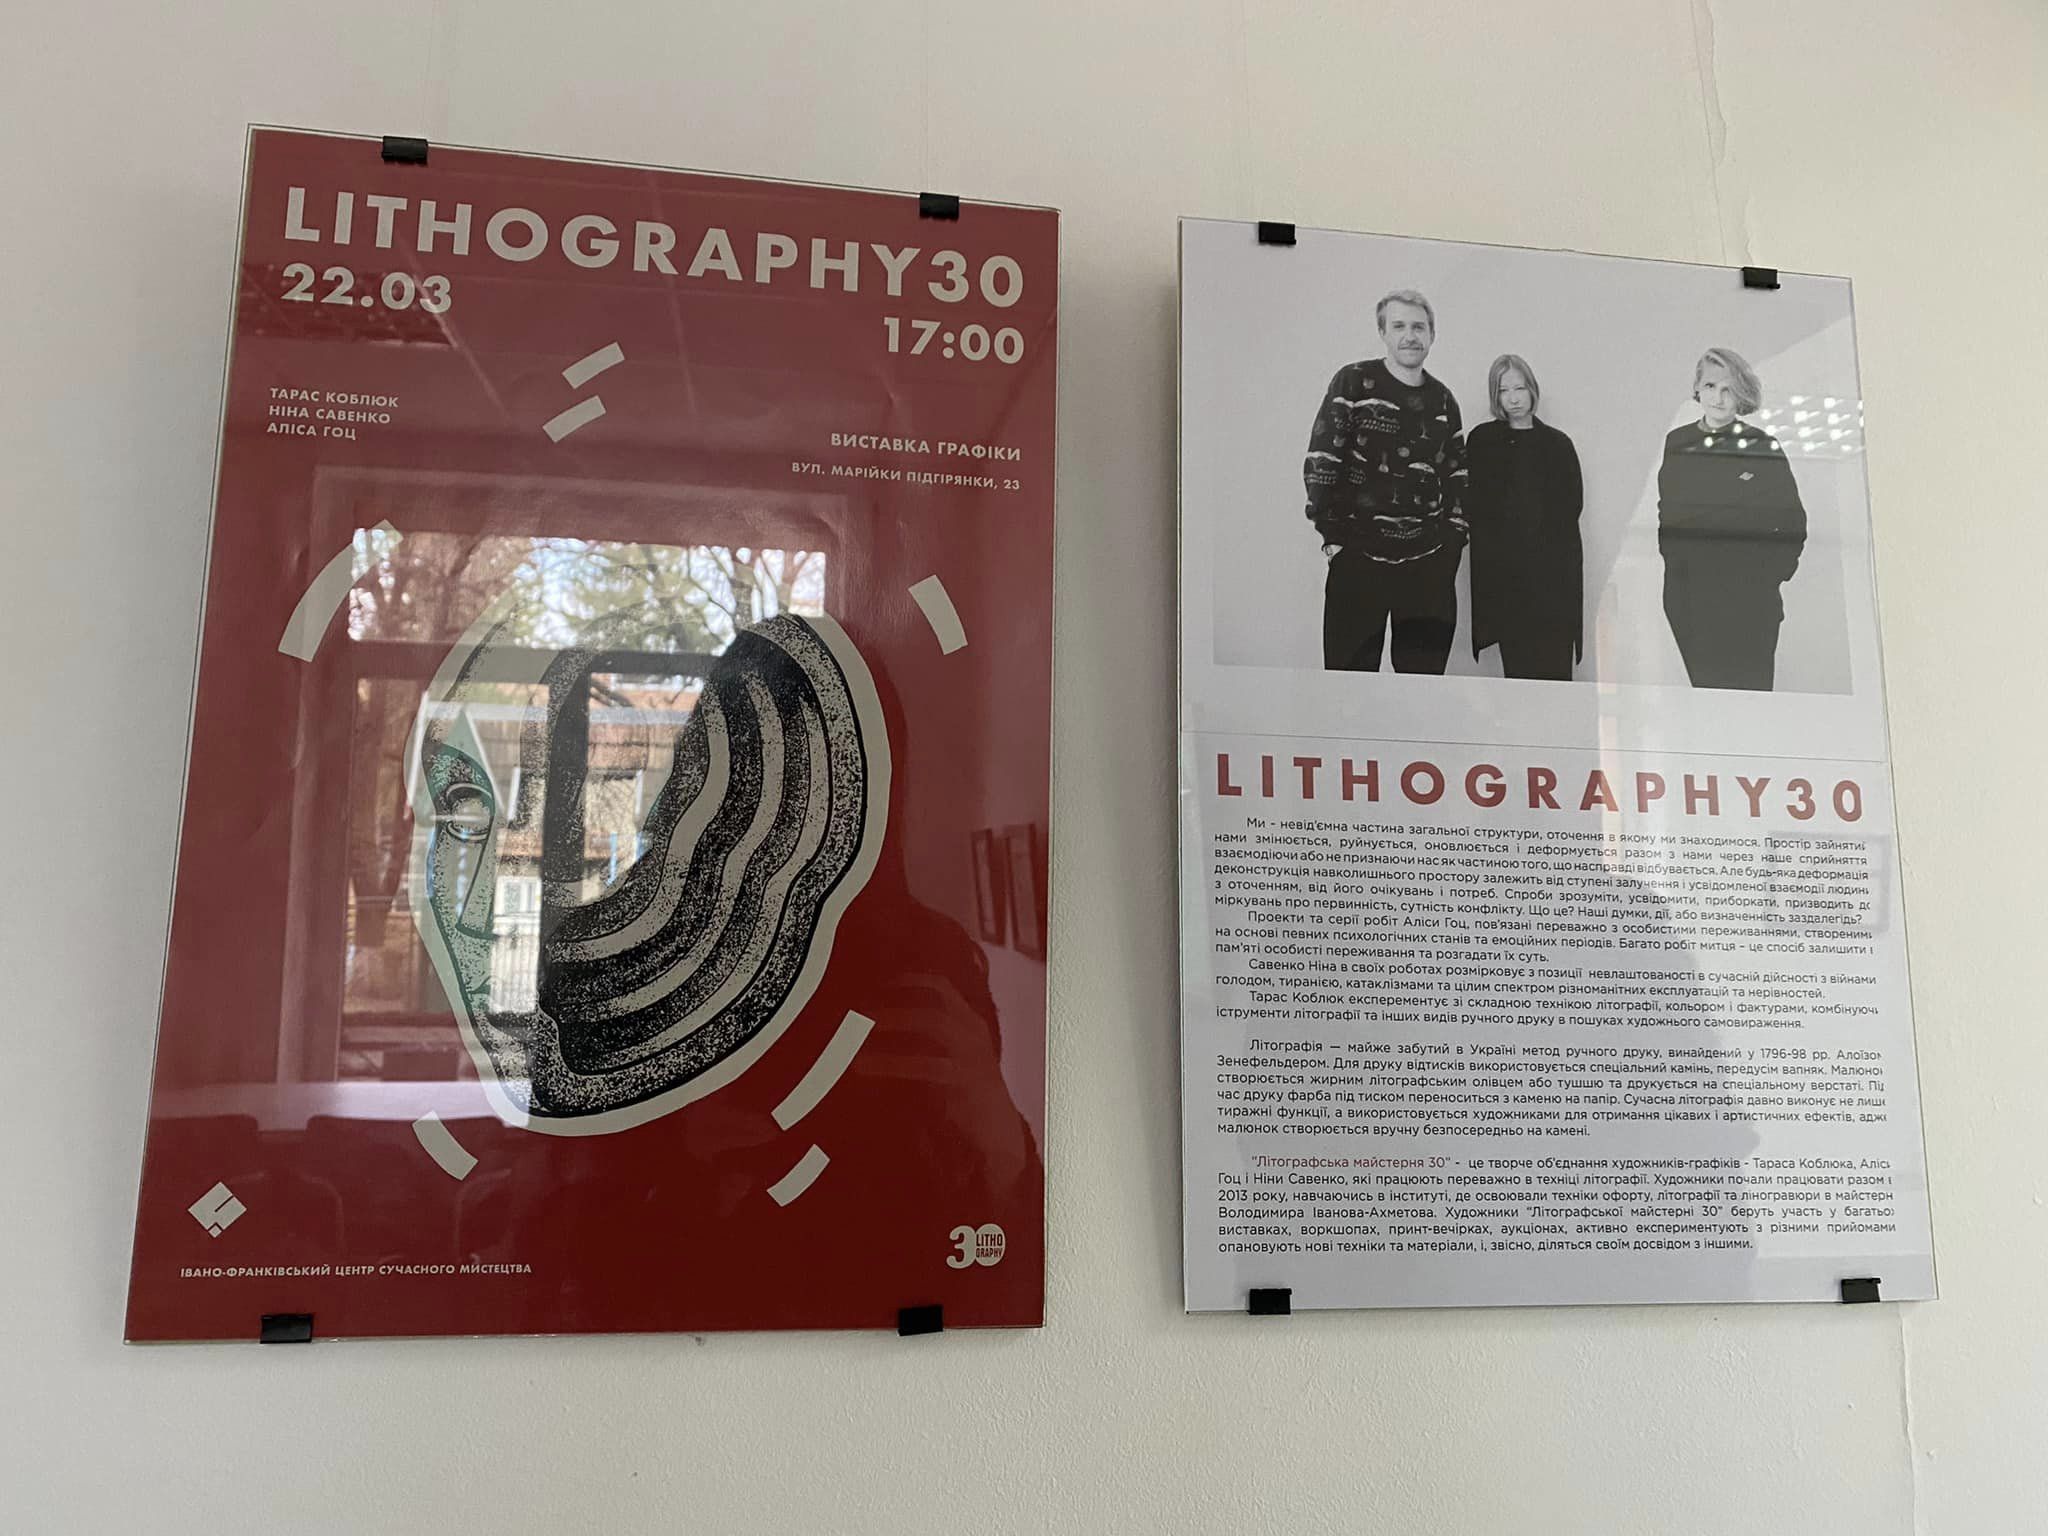 LITHOGRAPHY30
22.03
17:00
ТАРАС КОБЛЮК
НІНА САВЕНКО
АЛІСА ГОЦ
ВИСТАВКА ГРАФІКИ
ВУЛ. МАРІЙКИ ПІДГІРЯНКИ, 23
ІВАНО-ФРАНКІВСЬКИЙ ЦЕНТР СУЧАСНОГО МИСТЕЦТВА
30 LITHO
GRAPHY
LITHOGRAPHY30
Ми - невід'ємна частина загальної структури, оточення в якому ми знаходимося. Простір зайнятий
нами змінюється, руйнується, оновлюється і деформується разом з нами через наше сприйняття
взаємодіючи або не признаючи нас як частиною того, що насправді відбувається. Але будь-яка деформація
деконструкція навколишнього простору залежить від ступені залучення і усвідомленої взаємодії людини
з оточенням, від його очікувань і потреб. Спроби зрозуміти, усвідомити, приборкати, призводить до
міркувань про первинність, сутність конфлікту. Що це? Наші думки, дії, або визначенність заздалегідь?
Проекти та серії робіт Аліси Гоц, пов'язані переважно з особистими переживаннями, створеними
на основі певних психологічних станів та емоційних періодів. Багато робіт митця - це спосіб залишити
пам'яті особисті переживання та розгадати їх суть.
Савенко Ніна в своїх роботах розмірковує з позиції невлаштованості в сучасній дійсності з війнами
голодом, тиранією, катаклізмами та цілим спектром різноманітних експлуатацій та нерівностей.
Тарас Коблюк експерементує зі складною технікою літографії, кольором і фактурами, комбінуючи
іструменти літографії та інших видів ручного друку в пошуках художнього самовираження.
Літографія — майже забутий в Україні метод ручного друку, винайдений у 1796-98 рр. Алоїзом
Зенефельдером. Для друку відтисків використовується спеціальний камінь, передусім вапняк. Малюнок
створюється жирним літографським олівцем або тушшю та друкується на спеціальному верстаті. Під
час друку фарба під тиском переноситься з каменю на папір. Сучасна літографія давно виконує не лише
тиражні функції, а використовується художниками для отримання цікавих і артистичних ефектів, адже
малюнок створюється вручну безпосередньо на камені.
"Літографська майстерня 30" - це творче об'єднання художників-графіків - Тараса Коблюка, Аліси
Гоц і Ніни Савенко, які працюють переважно в техніці літографії. Художники почали працювати разом
2013 року, навчаючись в інституті, де освоювали техніки офорту, літографії та ліногравюри в майстерн
Володимира Іванова-Ахметова. Художники "Літографської майстерні 30" беруть участь у багатьох
виставках, воркшопах, принт-вечірках, аукціонах, активно експериментують з різними прийомами
опановують нові техніки та матеріали, і, звісно, діляться своїм досвідом з іншими.